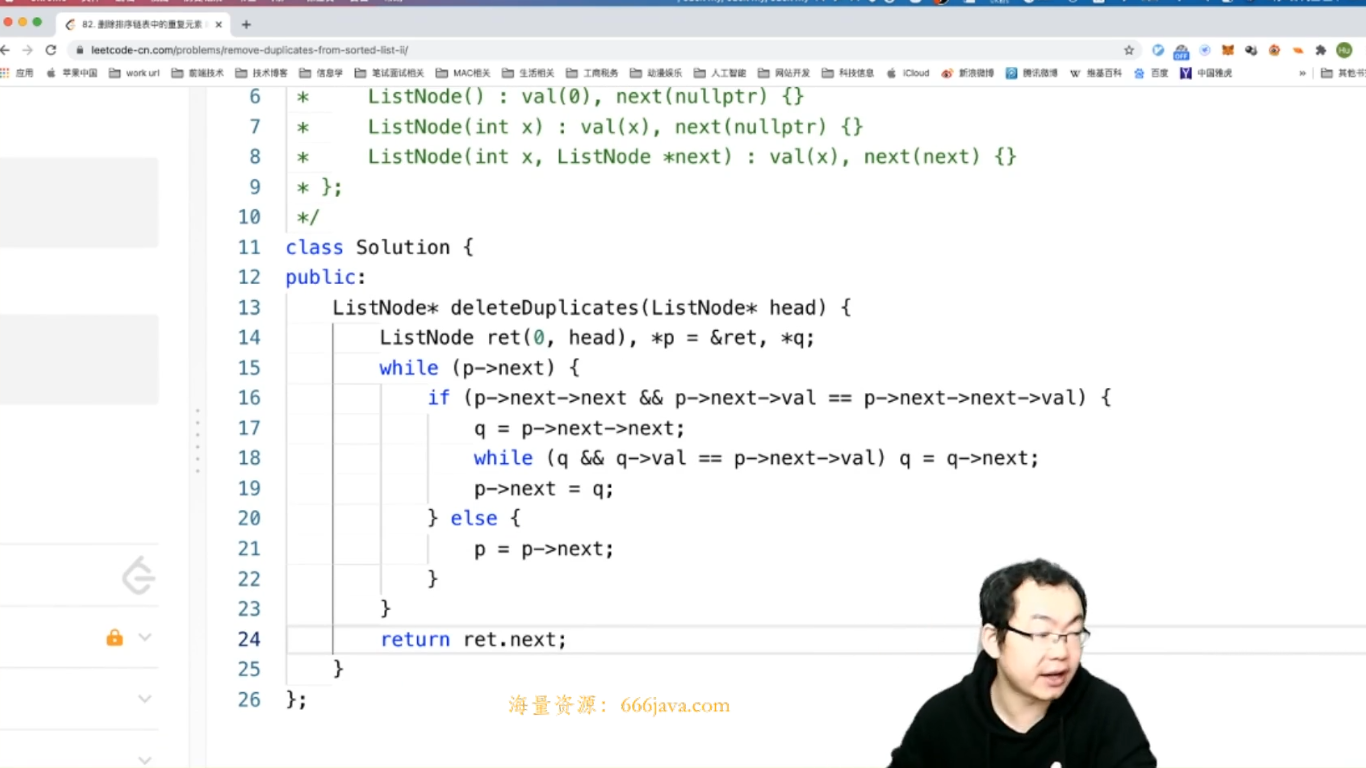 82. 删除排序链表中的重复元素
leetcode-cn.com/problems/remove-duplicates-from-sorted-list-ii/
应用 苹果中国 work url 前端技术 技术博客 信息学 笔试面试相关 MAC相关 生活相关 工商税务 动漫娱乐 人工智能 网站开发 科技信息 iCloud 新浪微博 腾讯微博 维基百科 百度 中国雅虎 » 其他书
6 * ListNode() : val(0), next(nullptr) {}
7 * ListNode(int x) : val(x), next(nullptr) {}
8 * ListNode(int x, ListNode *next) : val(x), next(next) {}
9 * };
10 */
11 class Solution {
12 public:
13 ListNode* deleteDuplicates(ListNode* head) {
14 ListNode ret(0, head), *p = &ret, *q;
15 while (p->next) {
16 if (p->next->next && p->next->val == p->next->next->val) {
17 q = p->next->next;
18 while (q && q->val == p->next->val) q = q->next;
19 p->next = q;
20 } else {
21 p = p->next;
22 }
23 }
24 return ret.next;
25 }
26 };
海量资源：666java.com